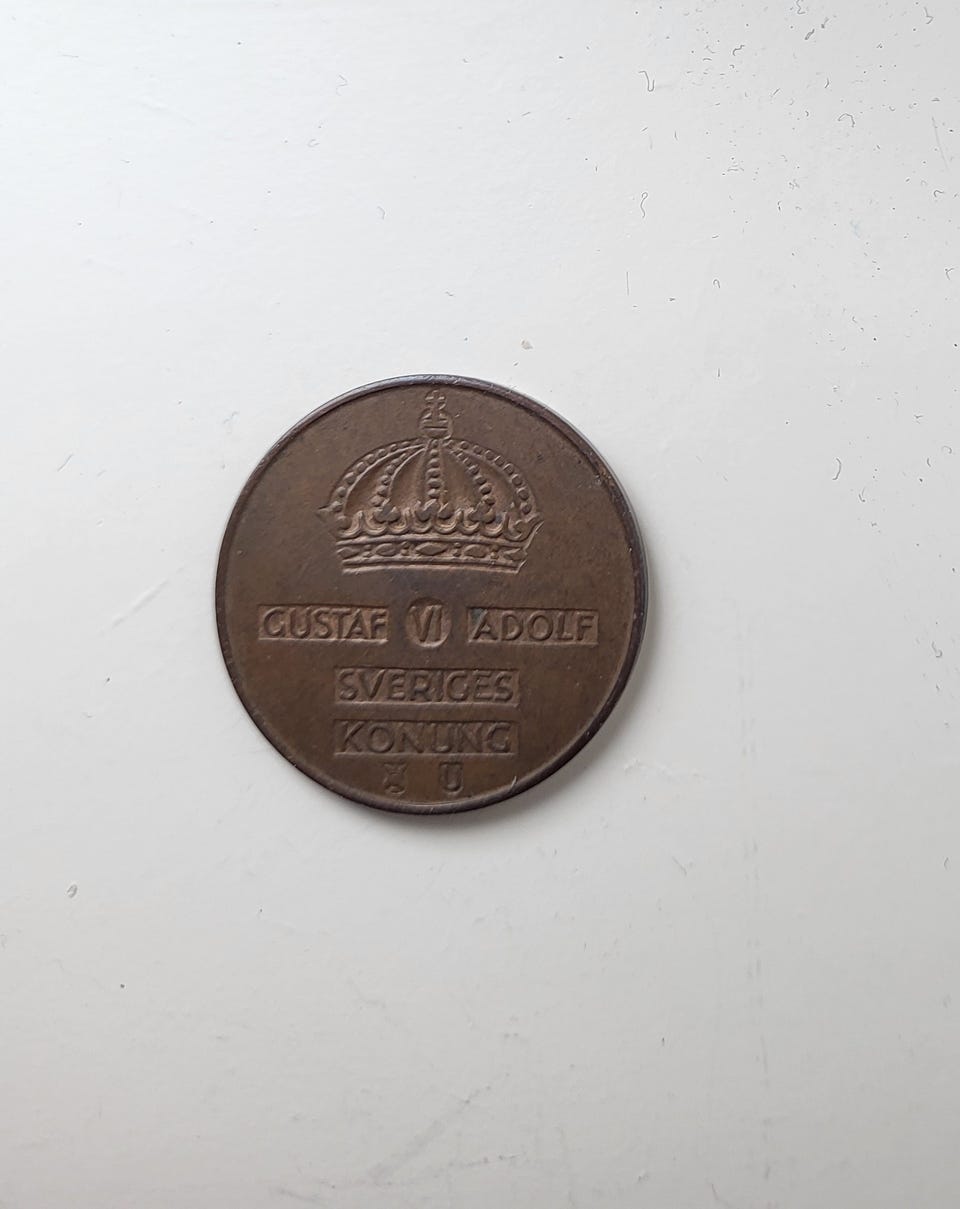 GUSTAF VI ADOLF
SVERIGES
KONUNG
U